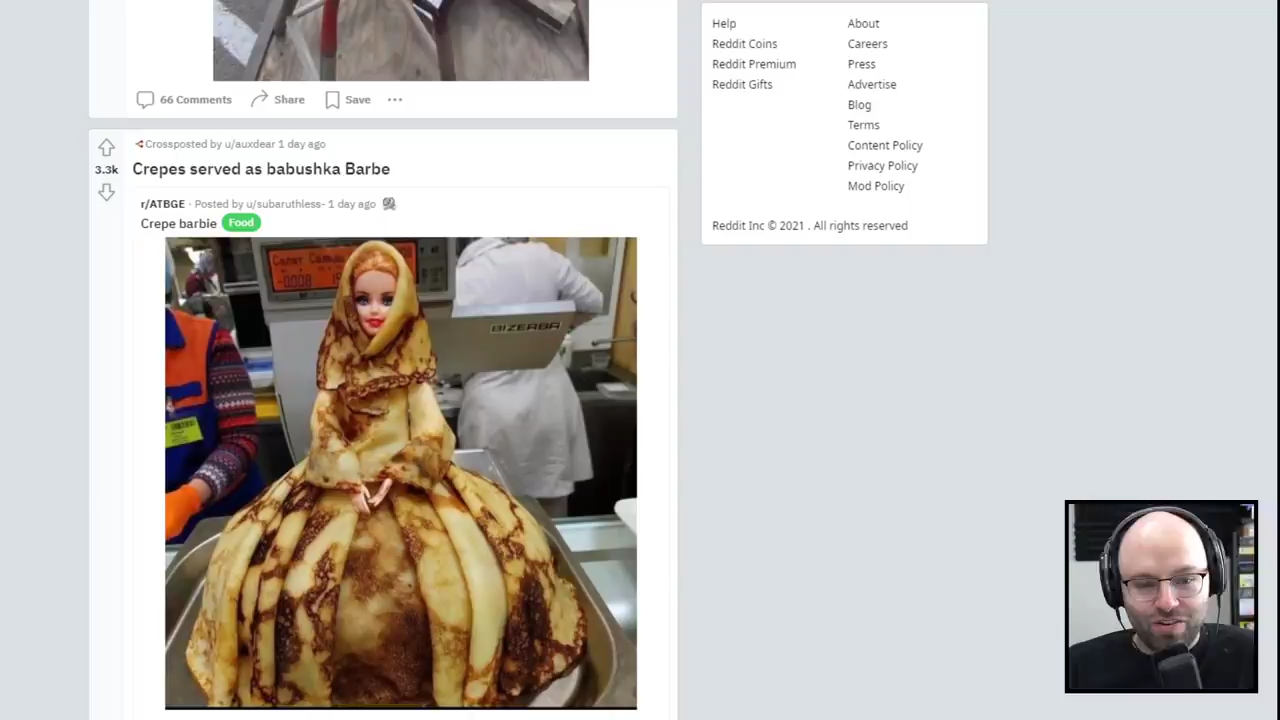 66 Comments
Share
Save
Crossposted by u/auxdear 1 day ago
3.3k
Crepes served as babushka Barbe
r/ATBGE · Posted by u/subaruthless- 1 day ago
Crepe barbie Food
-0.008
BIZERBA
Help
Reddit Coins
Reddit Premium
Reddit Gifts
About
Careers
Press
Advertise
Blog
Terms
Content Policy
Privacy Policy
Mod Policy
Reddit Inc © 2021 . All rights reserved